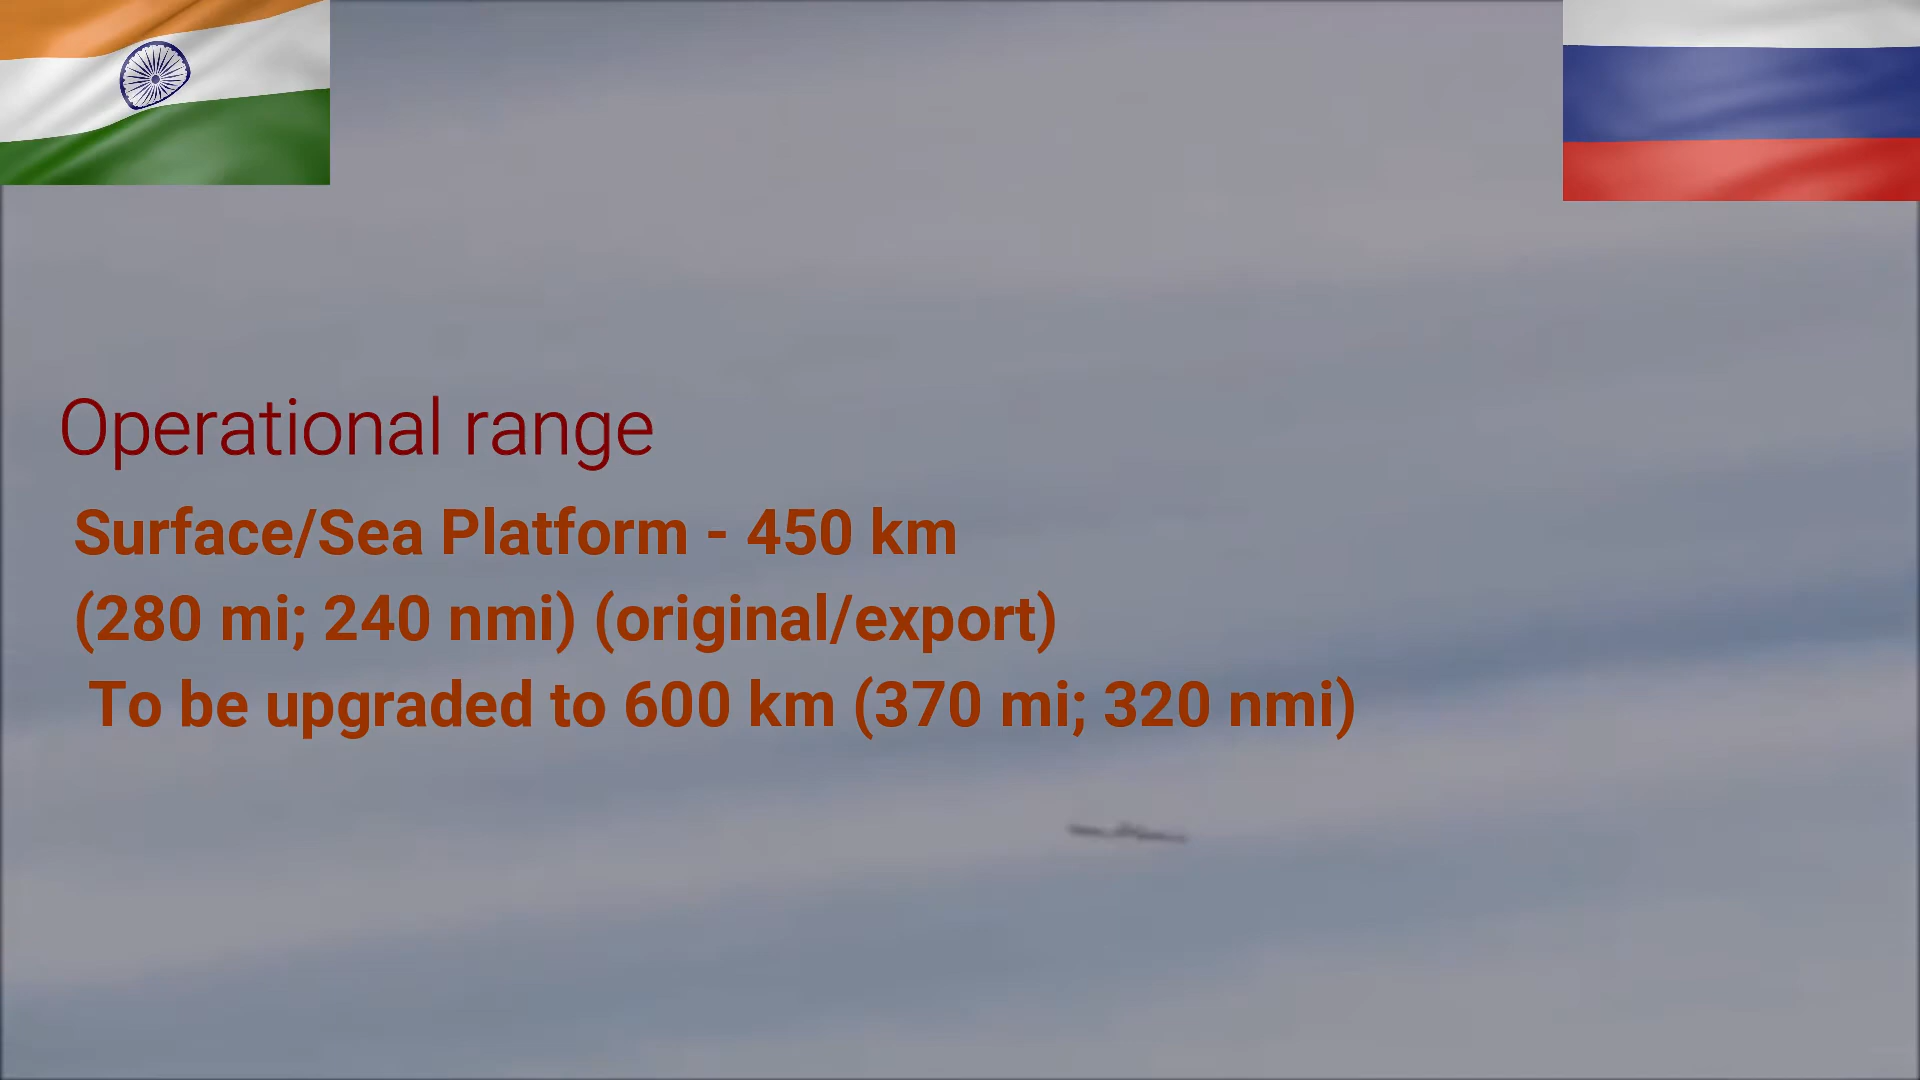 Operational range
Surface/Sea Platform - 450 km
(280 mi; 240 nmi) (original/export)
To be upgraded to 600 km (370 mi; 320 nmi)